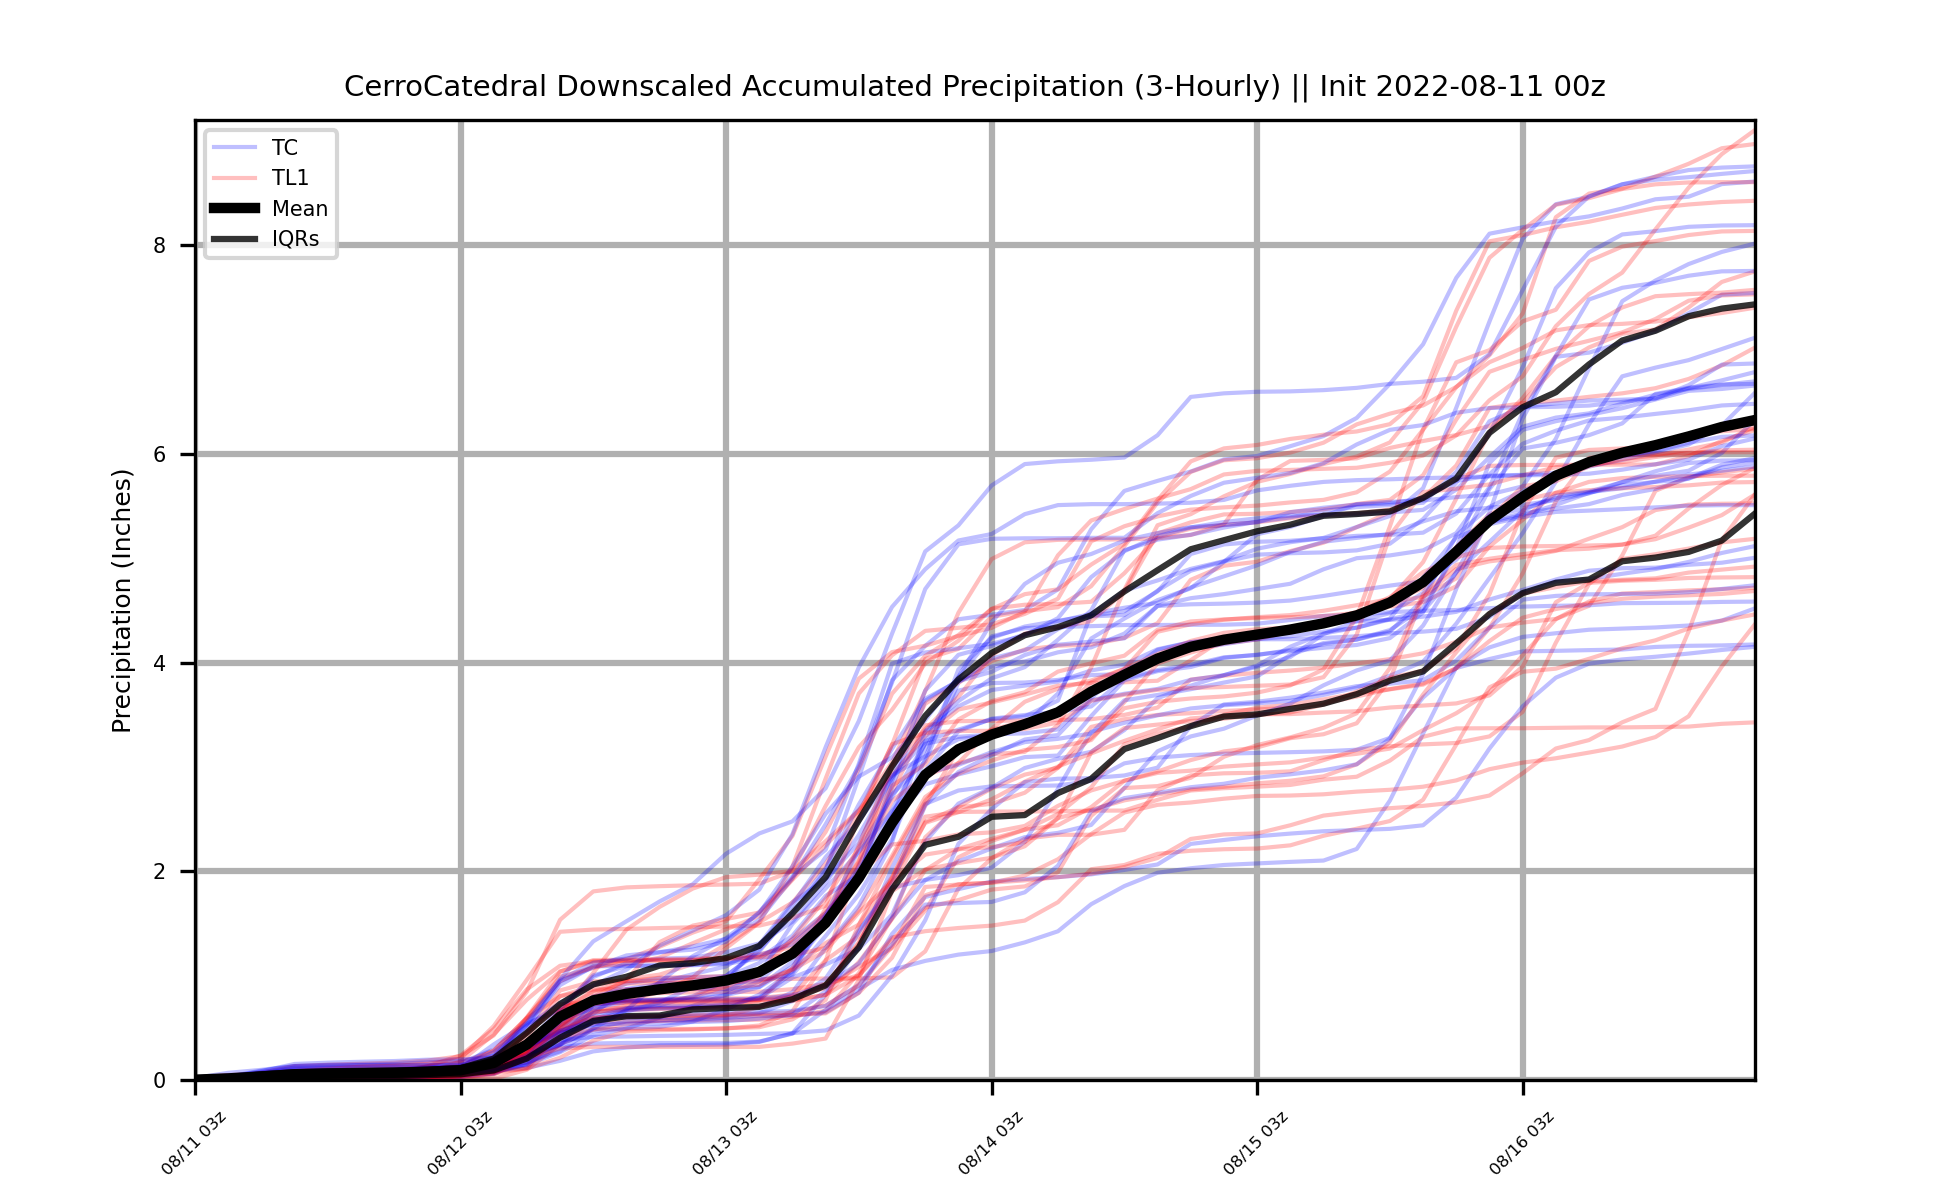 CerroCatedral Downscaled Accumulated Precipitation (3-Hourly) || Init 2022-08-11 00z
TC
TL1
Mean
IQRs
Precipitation (Inches)
8
6
4
2
0
08/11 03z
08/12 03z
08/13 03z
08/14 03z
08/15 03z
08/16 03z